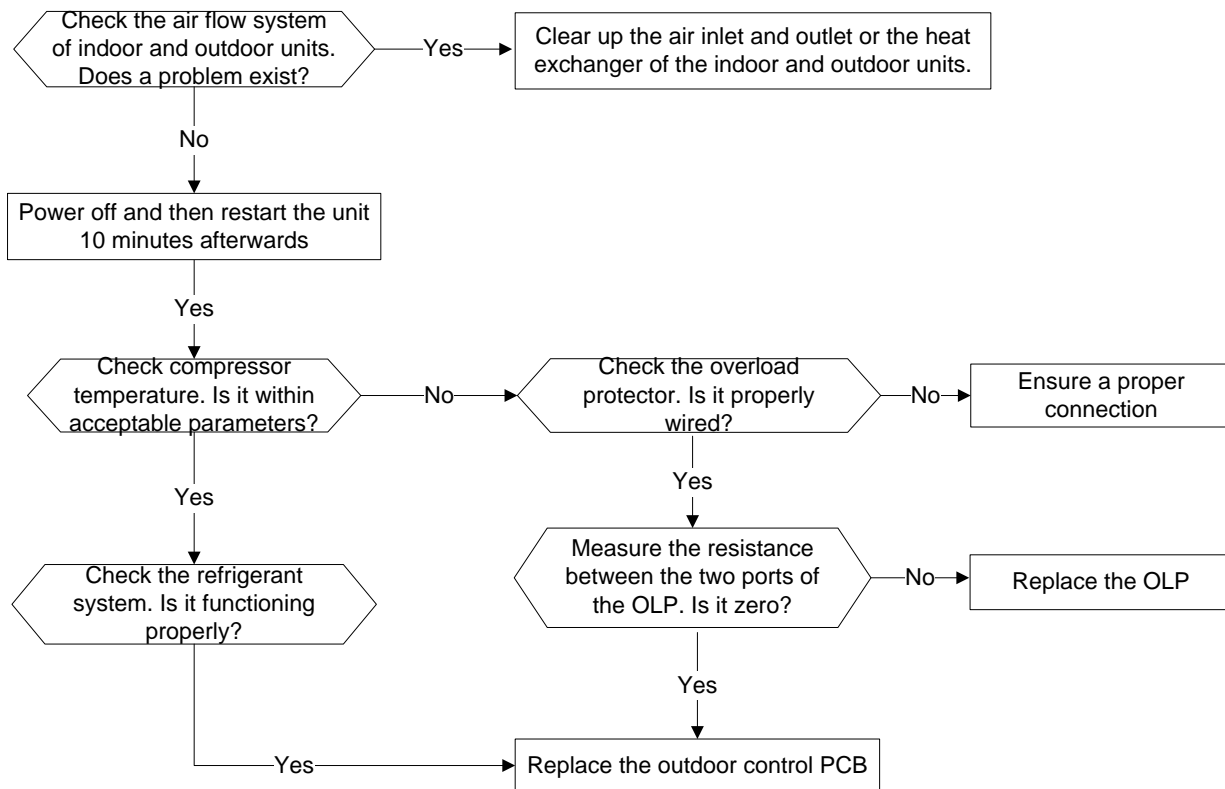 Check the air flow system
of indoor and outdoor units.
Does a problem exist?
Yes
Clear up the air inlet and outlet or the heat
exchanger of the indoor and outdoor units.
No
Power off and then restart the unit
10 minutes afterwards
Yes
Check compressor
temperature. Is it within
acceptable parameters?
No
Check the overload
protector. Is it properly
wired?
No
Ensure a proper
connection
Yes
Yes
Check the refrigerant
system. Is it functioning
properly?
Measure the resistance
between the two ports of
the OLP. Is it zero?
No
Replace the OLP
Yes
Yes
Replace the outdoor control PCB